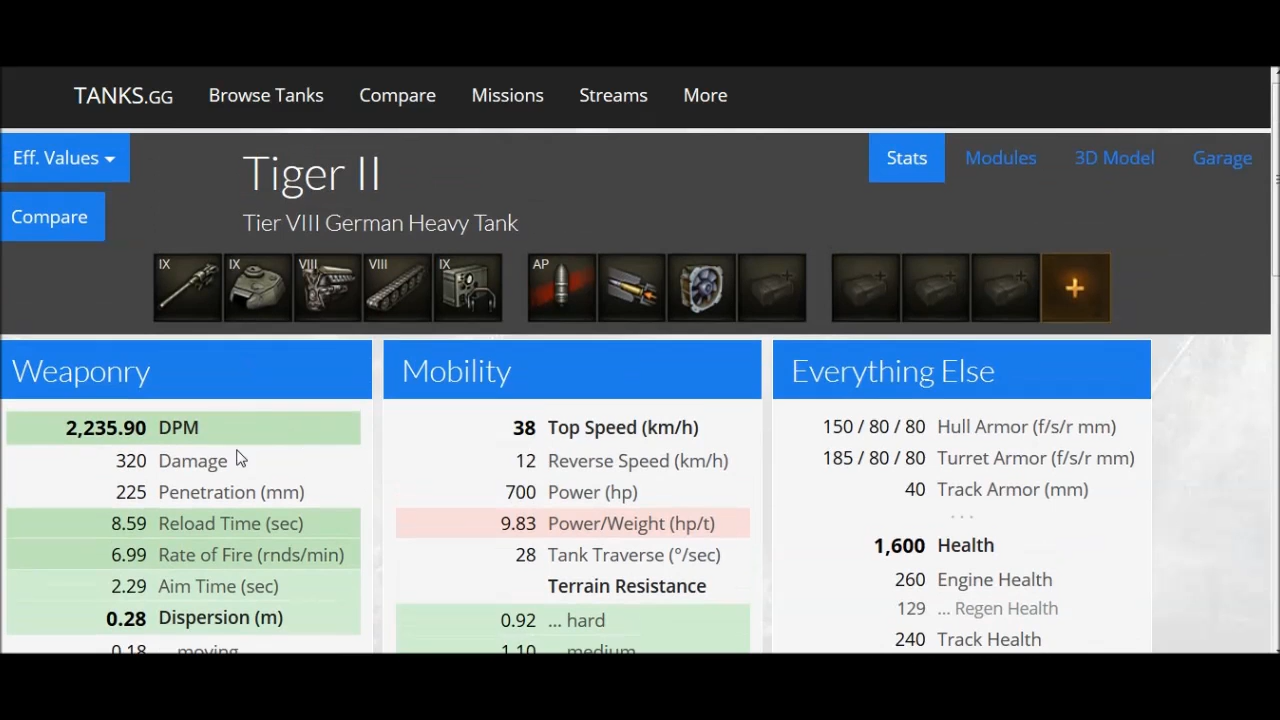 TANKS.GG Browse Tanks Compare Missions Streams More
Eff. Values
Compare
Tiger II
Tier VIII German Heavy Tank
Stats Modules 3D Model Garage
IX IX VIII VIII IX AP
Weaponry
2,235.90 DPM
320 Damage
225 Penetration (mm)
8.59 Reload Time (sec)
6.99 Rate of Fire (rnds/min)
2.29 Aim Time (sec)
0.28 Dispersion (m)
0.18 ... moving
Mobility
38 Top Speed (km/h)
12 Reverse Speed (km/h)
700 Power (hp)
9.83 Power/Weight (hp/t)
28 Tank Traverse (°/sec)
Terrain Resistance
0.92 ... hard
1.10 ... medium
Everything Else
150 / 80 / 80 Hull Armor (f/s/r mm)
185 / 80 / 80 Turret Armor (f/s/r mm)
40 Track Armor (mm)
...
1,600 Health
260 Engine Health
129 ... Regen Health
240 Track Health